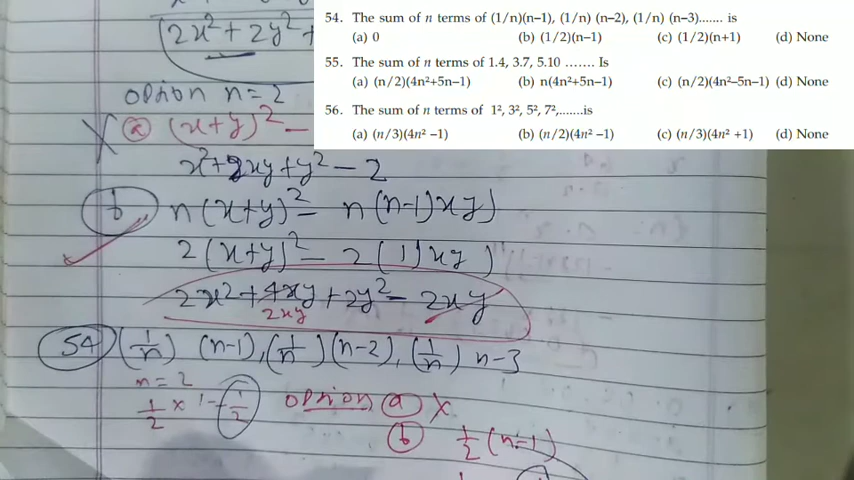 54. The sum of n terms of (1/n)(n–1), (1/n) (n–2), (1/n) (n–3)....... is
(a) 0 (b) (1/2)(n–1) (c) (1/2)(n+1) (d) None
55. The sum of n terms of 1.4, 3.7, 5.10 ....... Is
(a) (n/2)(4n²+5n–1) (b) n(4n²+5n–1) (c) (n/2)(4n²–5n–1) (d) None
56. The sum of n terms of 1², 3², 5², 7²,.......is
(a) (n/3)(4n² –1) (b) (n/2)(4n² –1) (c) (n/3)(4n² +1) (d) None
2x² + 2y² +
option n = 2
X (a) (x+y)² –
x² + 2xy + y² – 2
b n(x+y)² – n(n-1)xy)
2(x+y)² – 2(1)xy)
2x² + 4xy + 2y² – 2xy
2xy
54 (1/n) (n-1), (1/n) (n-2), (1/n) n-3
n = 2
1/2 × 1 = 1/2 option a X
b 1/2 (n-1)